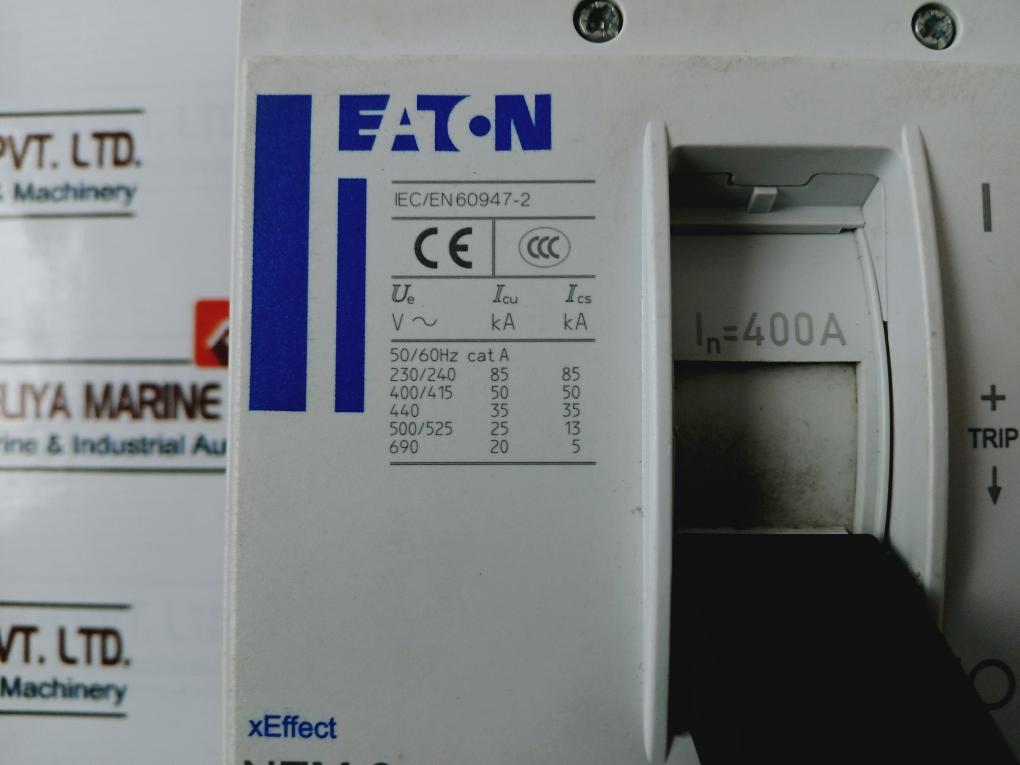 PVT. LTD.
& Machinery
MARINE
& Industrial Au
VT. LTD.
Machinery
EATON
IEC/EN 60947-2
CE CCC
Ue Icu Ics
V ~ kA kA
50/60Hz cat A
230/240 85 85
400/415 50 50
440 35 35
500/525 25 13
690 20 5
xEffect
In=400A
I
+
TRIP
↓
O